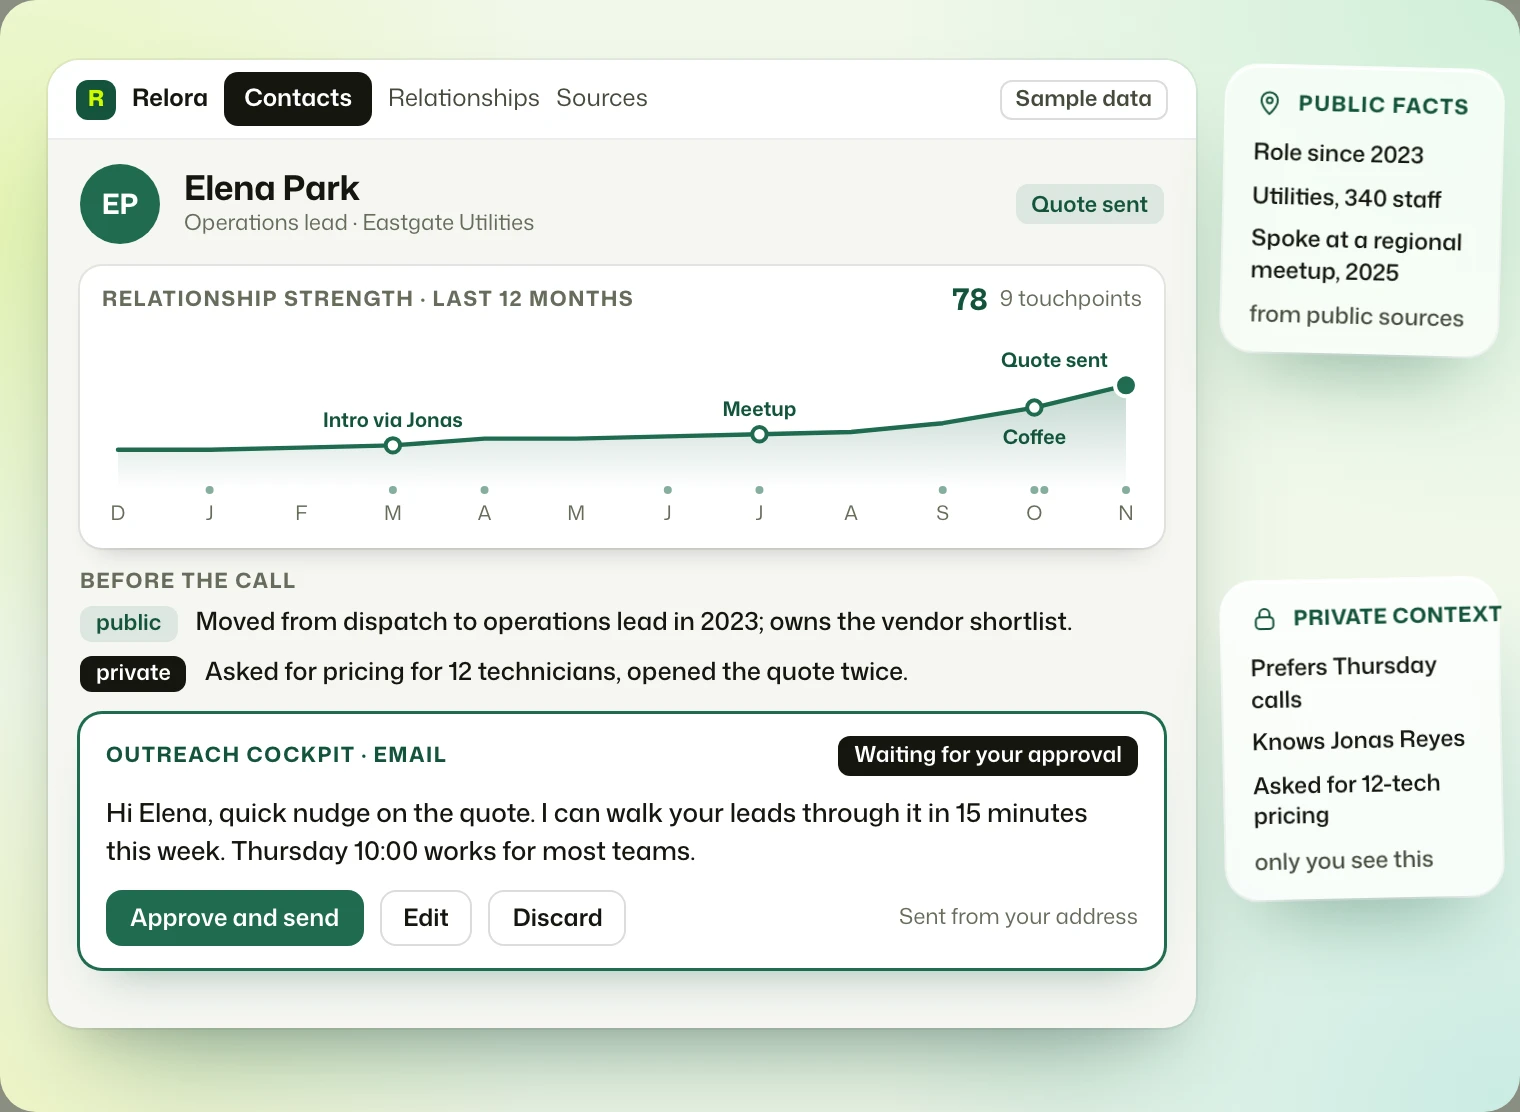 R Relora Contacts Relationships Sources Sample data
EP
Elena Park
Operations lead · Eastgate Utilities
Quote sent
RELATIONSHIP STRENGTH · LAST 12 MONTHS
78 9 touchpoints
Quote sent
Intro via Jonas
Meetup
Coffee
D J F M A M J J A S O N
BEFORE THE CALL
public Moved from dispatch to operations lead in 2023; owns the vendor shortlist.
private Asked for pricing for 12 technicians, opened the quote twice.
OUTREACH COCKPIT · EMAIL
Waiting for your approval
Hi Elena, quick nudge on the quote. I can walk your leads through it in 15 minutes
this week. Thursday 10:00 works for most teams.
Approve and send Edit Discard Sent from your address
PUBLIC FACTS
Role since 2023
Utilities, 340 staff
Spoke at a regional
meetup, 2025
from public sources
PRIVATE CONTEXT
Prefers Thursday
calls
Knows Jonas Reyes
Asked for 12-tech
pricing
only you see this